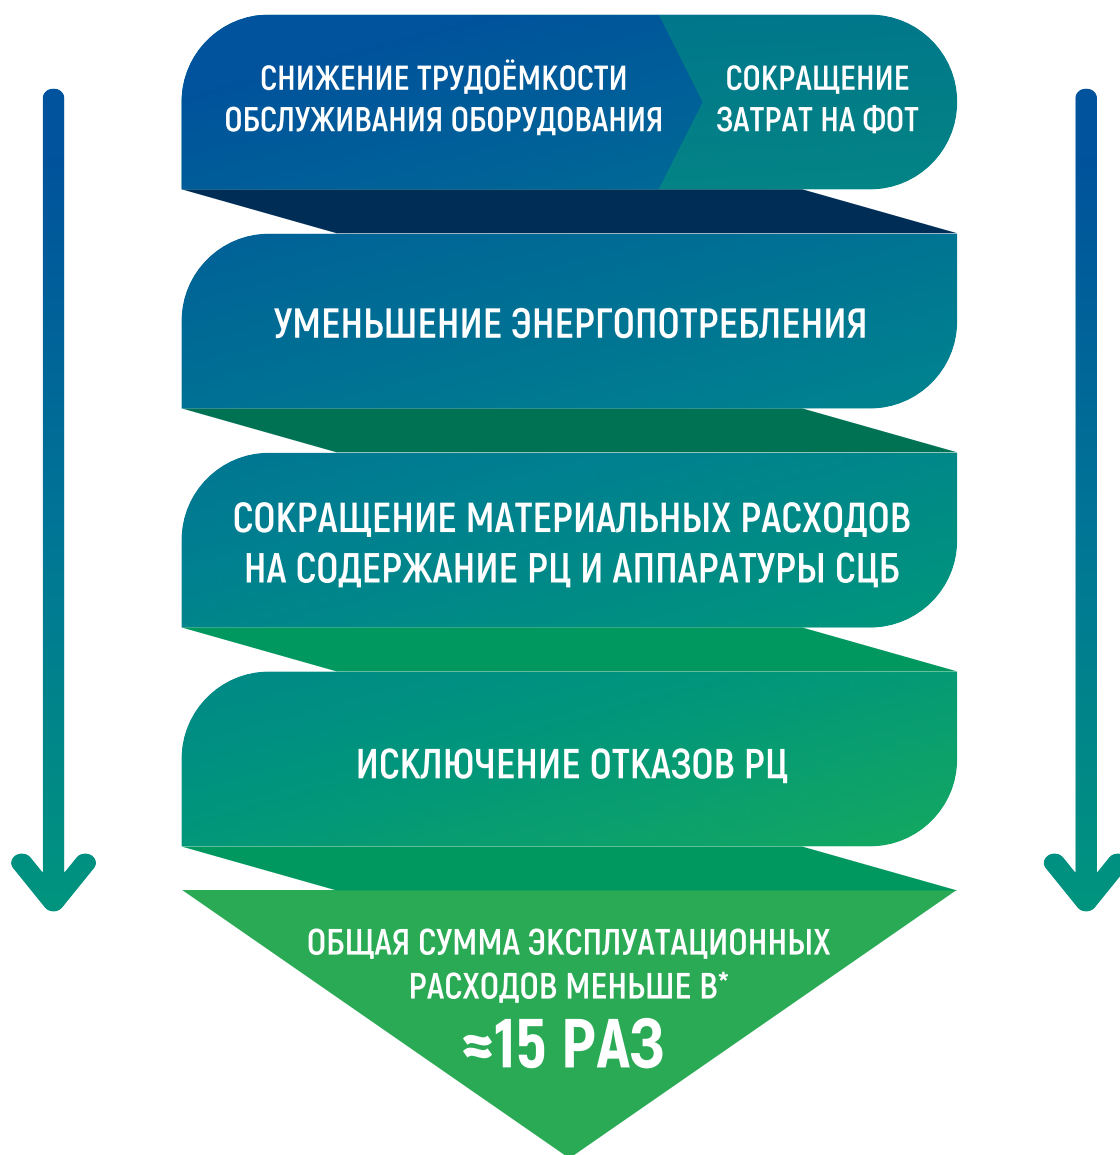 СНИЖЕНИЕ ТРУДОЁМКОСТИ
ОБСЛУЖИВАНИЯ ОБОРУДОВАНИЯ
СОКРАЩЕНИЕ
ЗАТРАТ НА ФОТ
УМЕНЬШЕНИЕ ЭНЕРГОПОТРЕБЛЕНИЯ
СОКРАЩЕНИЕ МАТЕРИАЛЬНЫХ РАСХОДОВ
НА СОДЕРЖАНИЕ РЦ И АППАРАТУРЫ СЦБ
ИСКЛЮЧЕНИЕ ОТКАЗОВ РЦ
ОБЩАЯ СУММА ЭКСПЛУАТАЦИОННЫХ
РАСХОДОВ МЕНЬШЕ В*
≈15 РАЗ